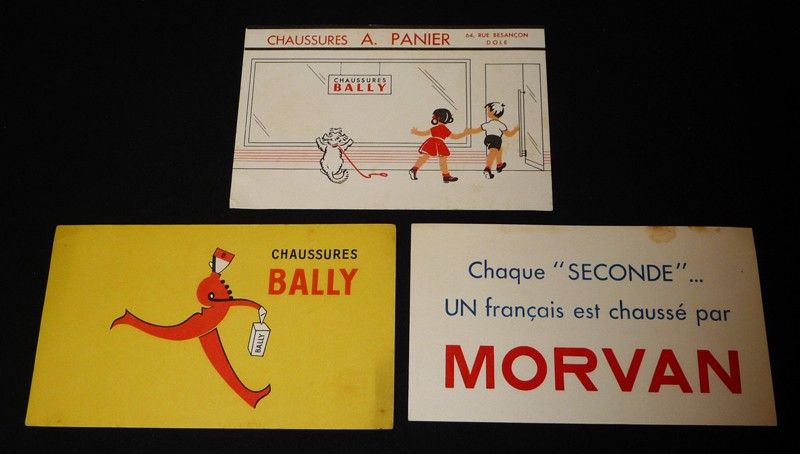 CHAUSSURES A. PANIER
64, RUE BESANÇON
DOLE
CHAUSSURES
BALLY
CHAUSSURES
BALLY
BALLY
Chaque "SECONDE"...
UN français est chaussé par
MORVAN